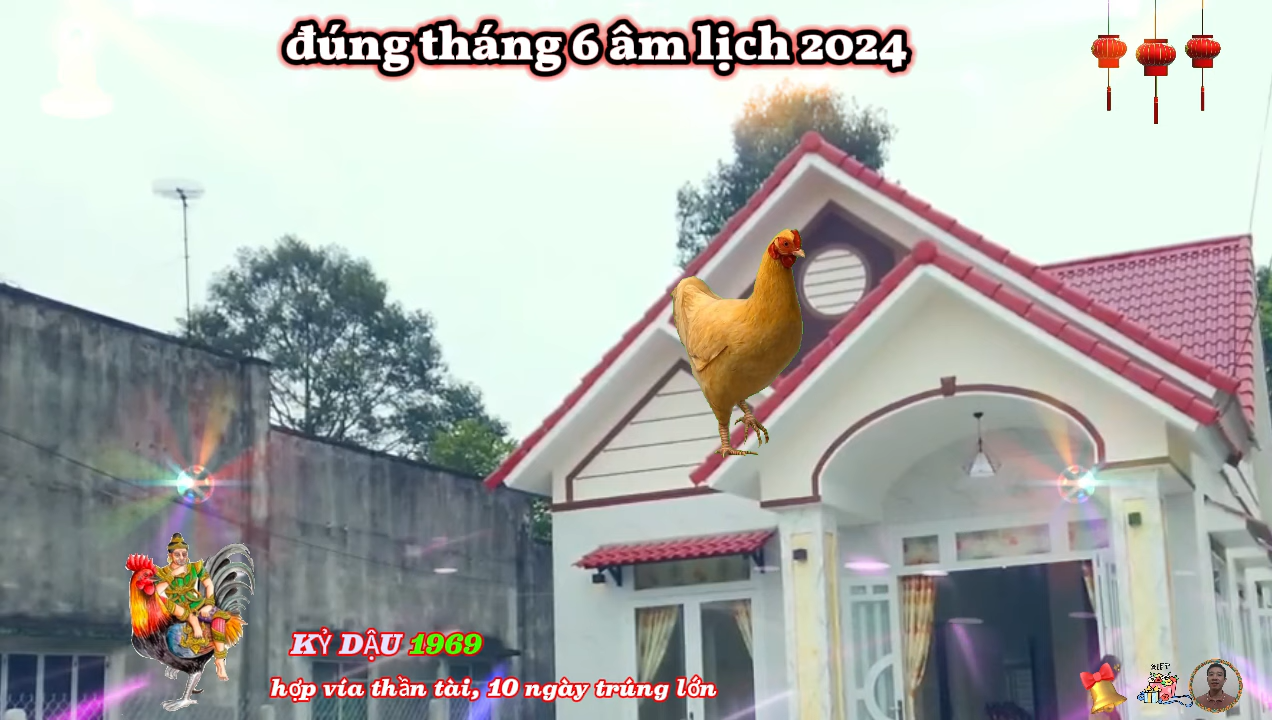 đúng tháng 6 âm lịch 2024
KỶ DẬU 1969
hợp vía thần tài, 10 ngày trúng lớn